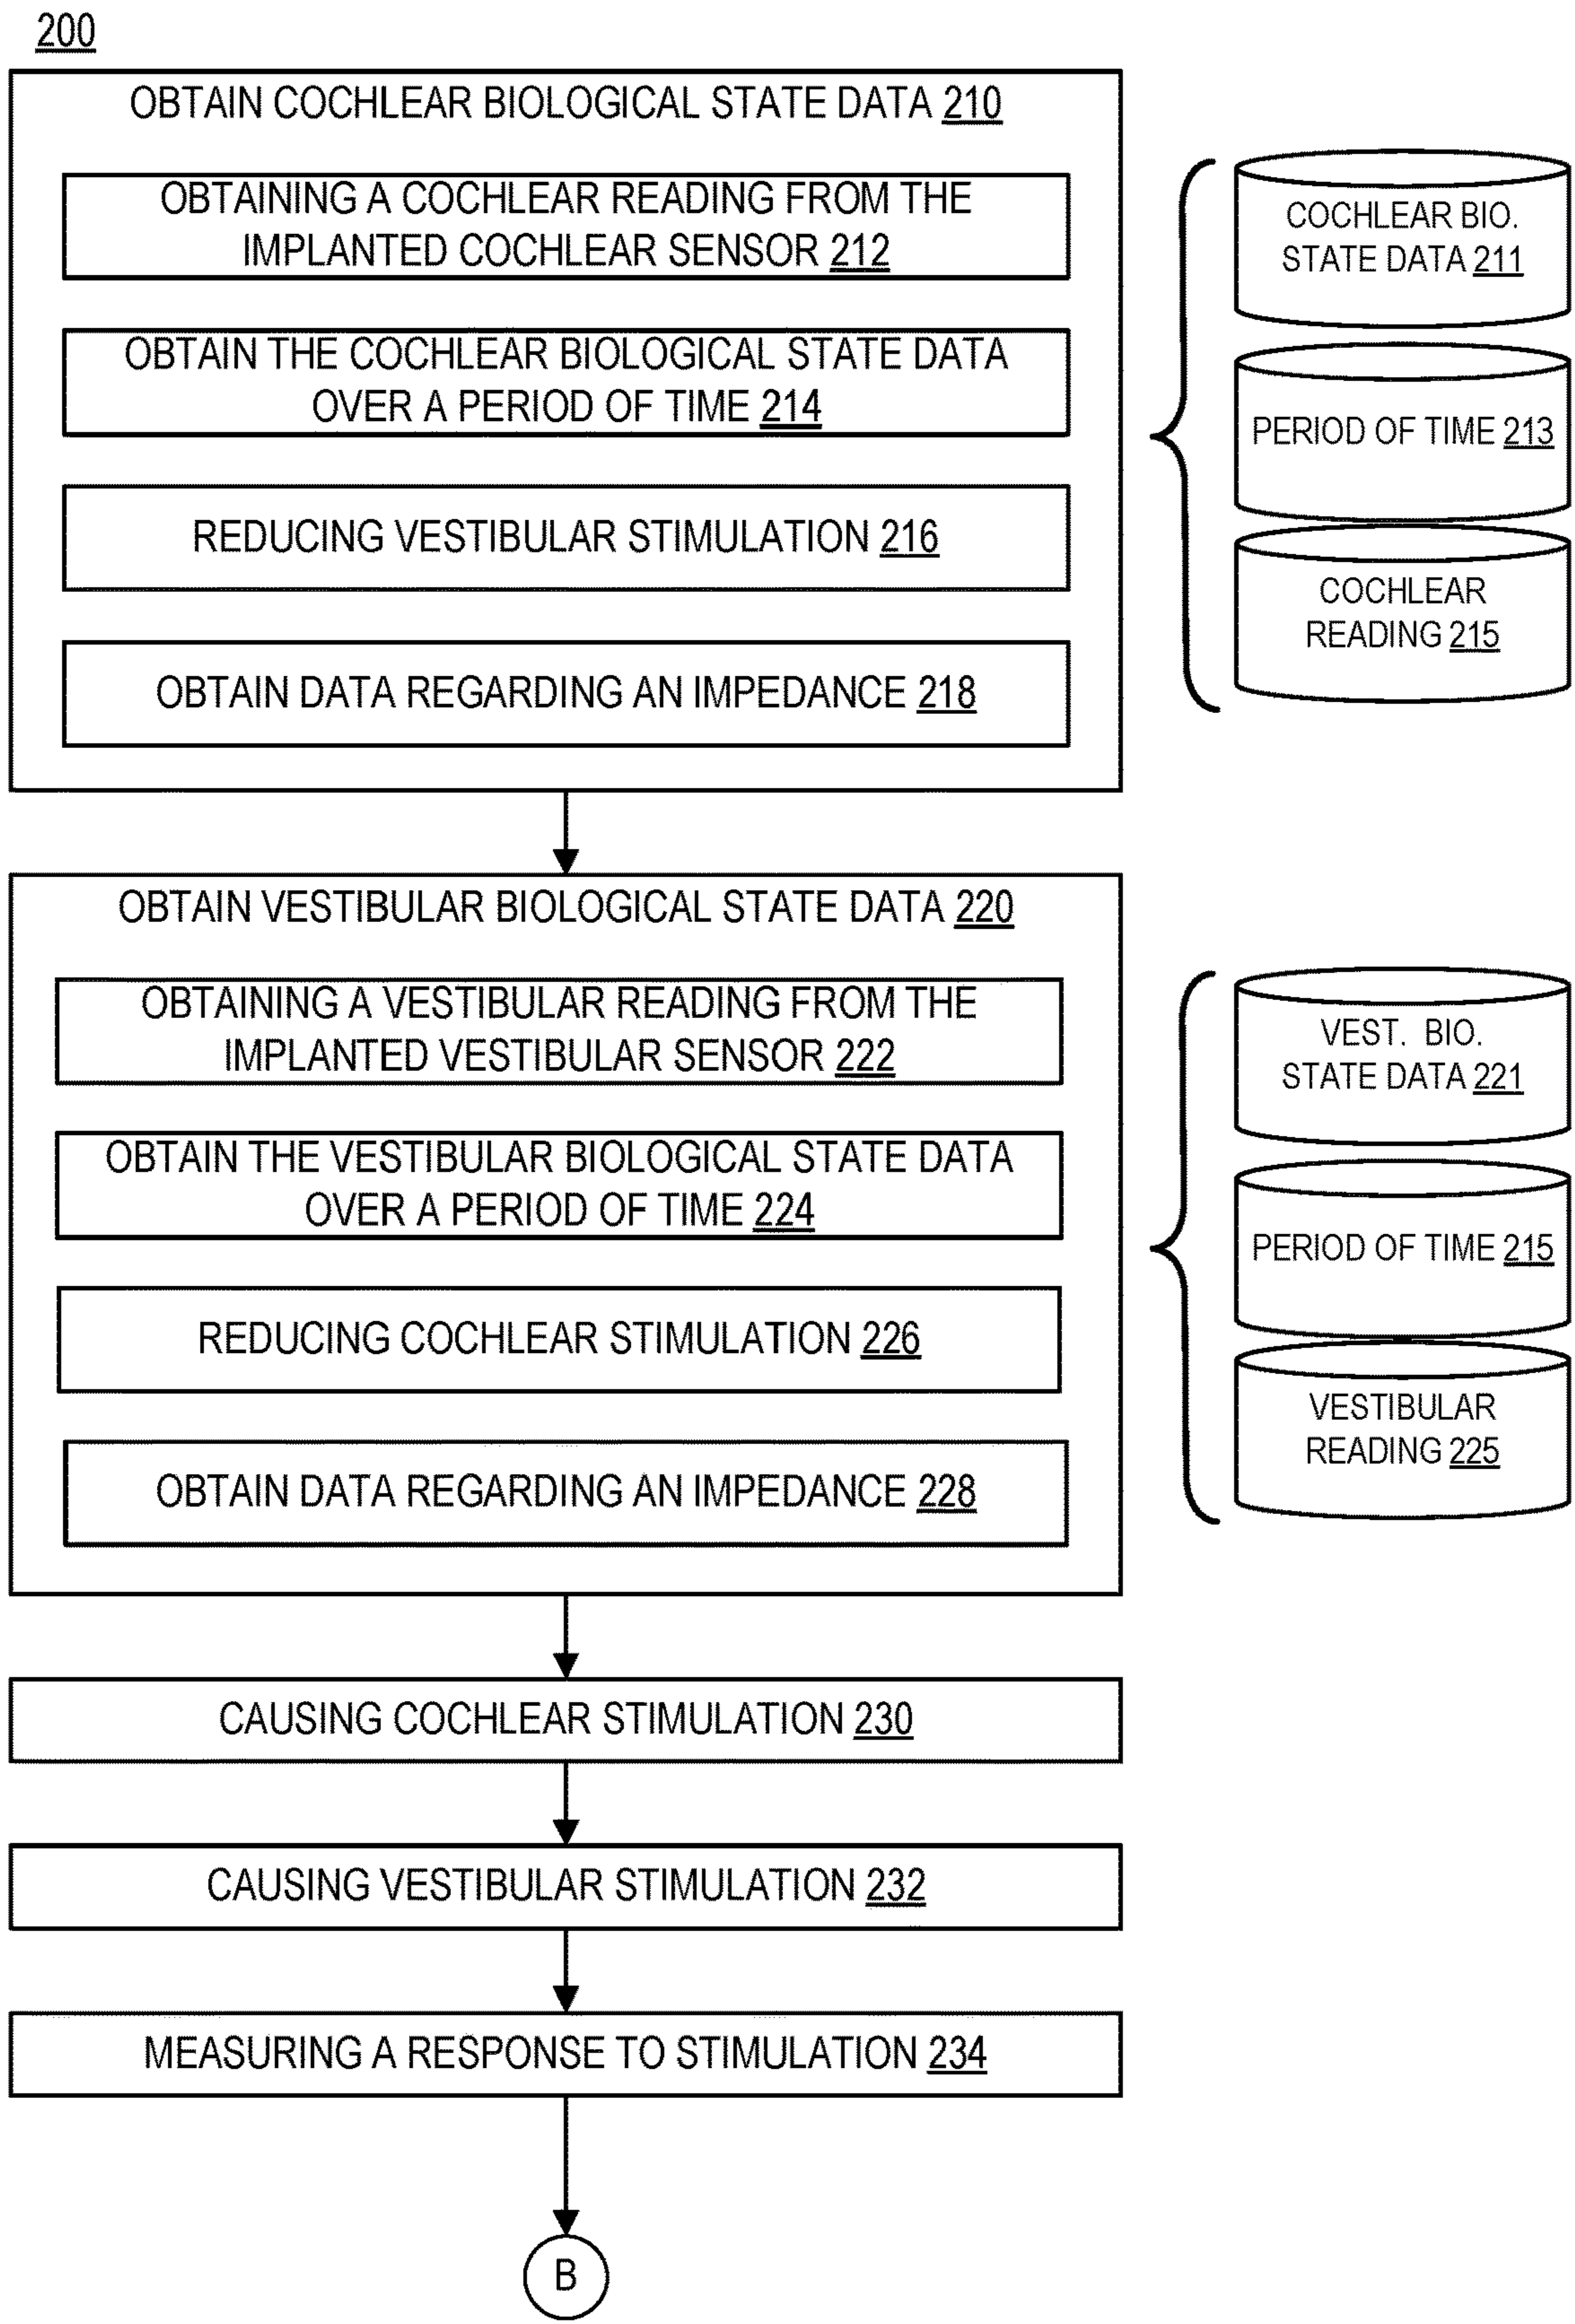 200
OBTAIN COCHLEAR BIOLOGICAL STATE DATA 210
OBTAINING A COCHLEAR READING FROM THE
IMPLANTED COCHLEAR SENSOR 212
OBTAIN THE COCHLEAR BIOLOGICAL STATE DATA
OVER A PERIOD OF TIME 214
REDUCING VESTIBULAR STIMULATION 216
OBTAIN DATA REGARDING AN IMPEDANCE 218
COCHLEAR BIO.
STATE DATA 211
PERIOD OF TIME 213
COCHLEAR
READING 215
OBTAIN VESTIBULAR BIOLOGICAL STATE DATA 220
OBTAINING A VESTIBULAR READING FROM THE
IMPLANTED VESTIBULAR SENSOR 222
OBTAIN THE VESTIBULAR BIOLOGICAL STATE DATA
OVER A PERIOD OF TIME 224
REDUCING COCHLEAR STIMULATION 226
OBTAIN DATA REGARDING AN IMPEDANCE 228
VEST. BIO.
STATE DATA 221
PERIOD OF TIME 215
VESTIBULAR
READING 225
CAUSING COCHLEAR STIMULATION 230
CAUSING VESTIBULAR STIMULATION 232
MEASURING A RESPONSE TO STIMULATION 234
B